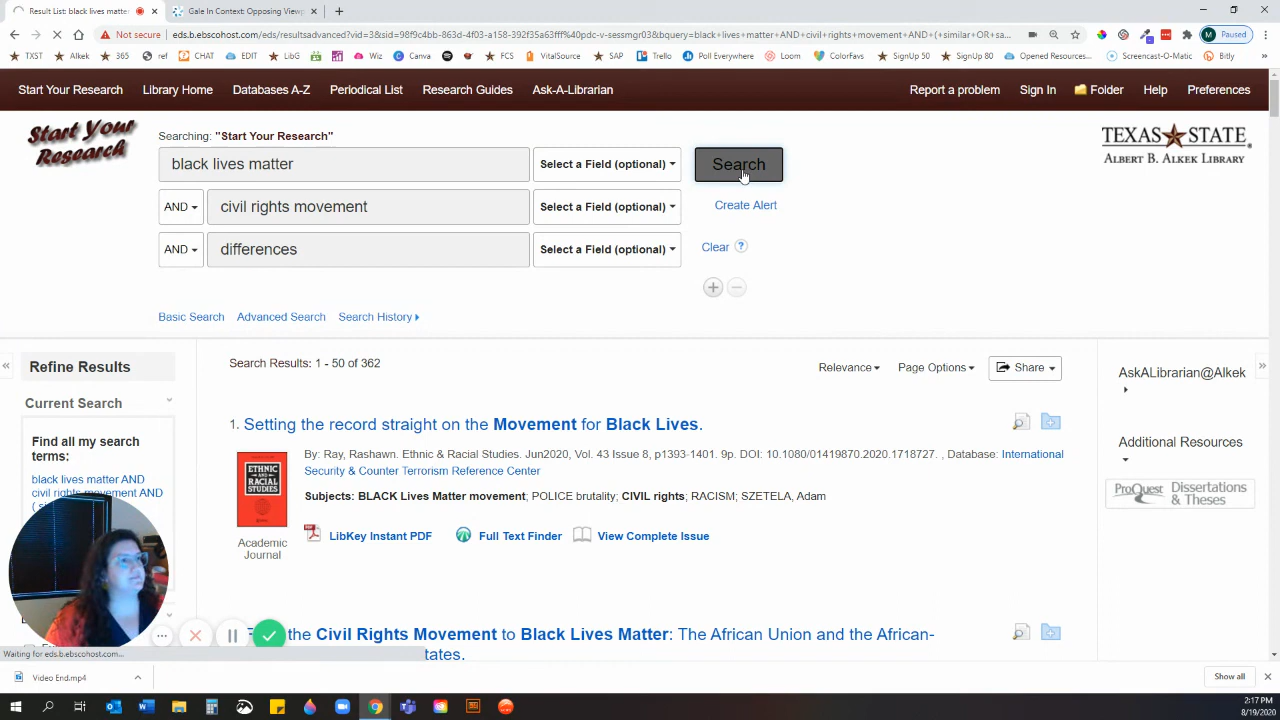 Result List: black lives matter
Gale In Context: Opposing Viewp
Not secure | eds.b.ebscohost.com/eds/resultsadvanced?vid=3&sid=98f9c4bb-863d-4103-a158-392f35a63fff%40pdc-v-sessmgr03&bquery=black+lives+matter+AND+civil+rights+movement+AND+(+similar+OR+sa...
Paused
TXST Alkek 365 ref CHAT EDIT LibG Wiz Canva FCS VitalSource SAP Trello Poll Everywhere Loom ColorFavs SignUp 50 SignUp 80 Opened Resources... Screencast-O-Matic Bitly
Start Your Research Library Home Databases A-Z Periodical List Research Guides Ask-A-Librarian Report a problem Sign In Folder Help Preferences
Start Your Research
Searching: "Start Your Research"
TEXAS STATE
ALBERT B. ALKEK LIBRARY
black lives matter Select a Field (optional) Search
AND civil rights movement Select a Field (optional) Create Alert
AND differences Select a Field (optional) Clear ?
Basic Search Advanced Search Search History
Refine Results
Current Search
Find all my search terms:
black lives matter AND
civil rights movement AND
Search Results: 1 - 50 of 362
Relevance Page Options Share
1. Setting the record straight on the Movement for Black Lives.
ETHNIC AND RACIAL STUDIES
Academic Journal
By: Ray, Rashawn. Ethnic & Racial Studies. Jun2020, Vol. 43 Issue 8, p1393-1401. 9p. DOI: 10.1080/01419870.2020.1718727. , Database: International
Security & Counter Terrorism Reference Center
Subjects: BLACK Lives Matter movement; POLICE brutality; CIVIL rights; RACISM; SZETELA, Adam
LibKey Instant PDF Full Text Finder View Complete Issue
the Civil Rights Movement to Black Lives Matter: The African Union and the African-
tates.
AskALibrarian@Alkek
Additional Resources
ProQuest Dissertations & Theses
Waiting for eds.b.ebscohost.com...
Video End.mp4
Show all
2:17 PM
8/19/2020